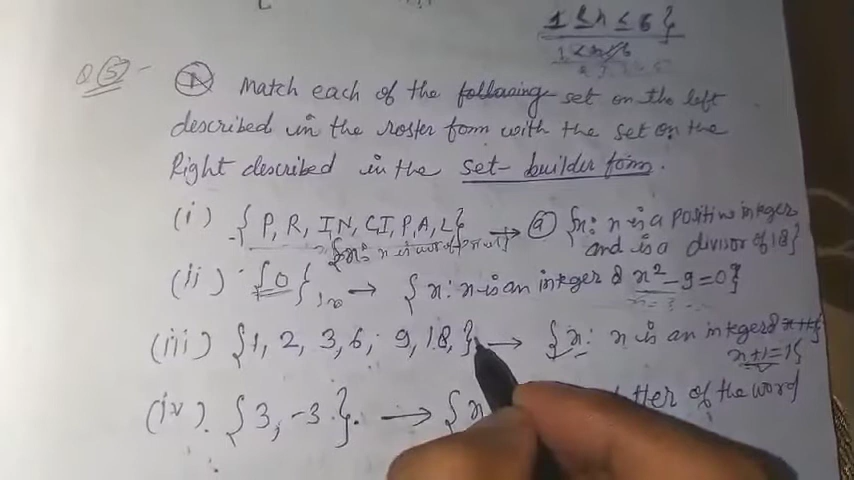 1 ≤ x ≤ 6}
Q (5) -
(A) Match each of the following set on the left
described in the roster form with the set on the
Right described in the set-builder form.
(i) {P, R, I, N, C, I, P, A, L} → (a) {x: x is a positive integer
and is a divisor of 18}
(ii) {0} → {x: x is an integer & x² - 9 = 0}
(iii) {1, 2, 3, 6, 9, 18,} → {x: x is an integer &
x + 1 = 1}
(iv) {3, -3}. → {x letter of the word